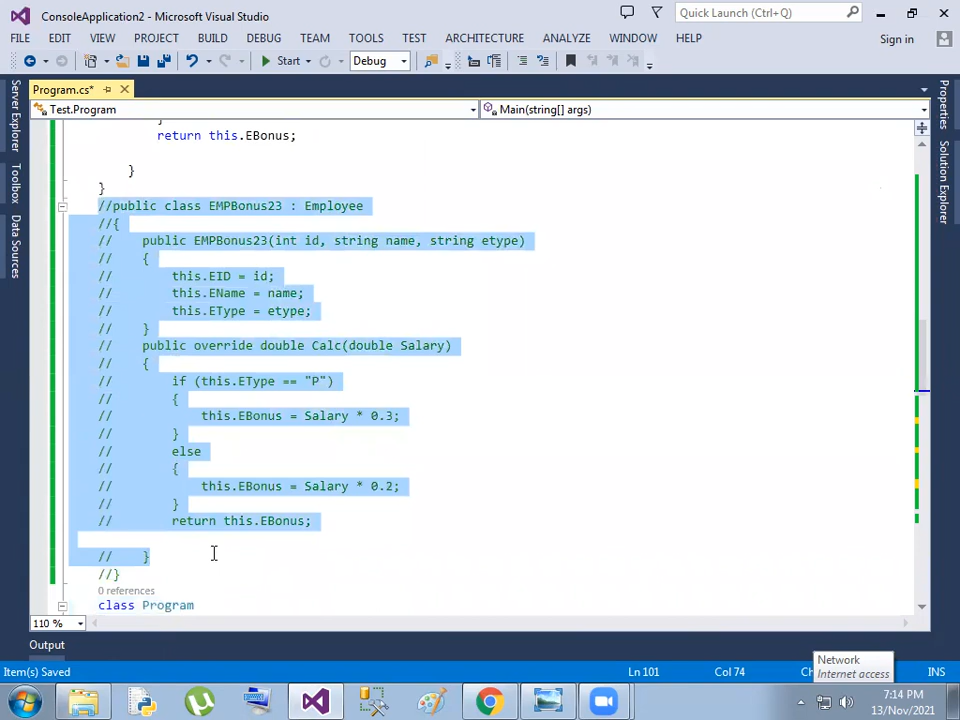 ConsoleApplication2 - Microsoft Visual Studio
Quick Launch (Ctrl+Q)
FILE EDIT VIEW PROJECT BUILD DEBUG TEAM TOOLS TEST ARCHITECTURE ANALYZE WINDOW HELP
Sign in
Start
Debug
Program.cs*
Test.Program
Main(string[] args)
Server Explorer
Toolbox
Data Sources
Properties
Solution Explorer
}
return this.EBonus;
}
}
//public class EMPBonus23 : Employee
//{
// public EMPBonus23(int id, string name, string etype)
// {
// this.EID = id;
// this.EName = name;
// this.EType = etype;
// }
// public override double Calc(double Salary)
// {
// if (this.EType == "P")
// {
// this.EBonus = Salary * 0.3;
// }
// else
// {
// this.EBonus = Salary * 0.2;
// }
// return this.EBonus;
// }
//}
0 references
class Program
110 %
Output
Network
Internet access
Item(s) Saved
Ln 101
Col 74
INS
7:14 PM
13/Nov/2021